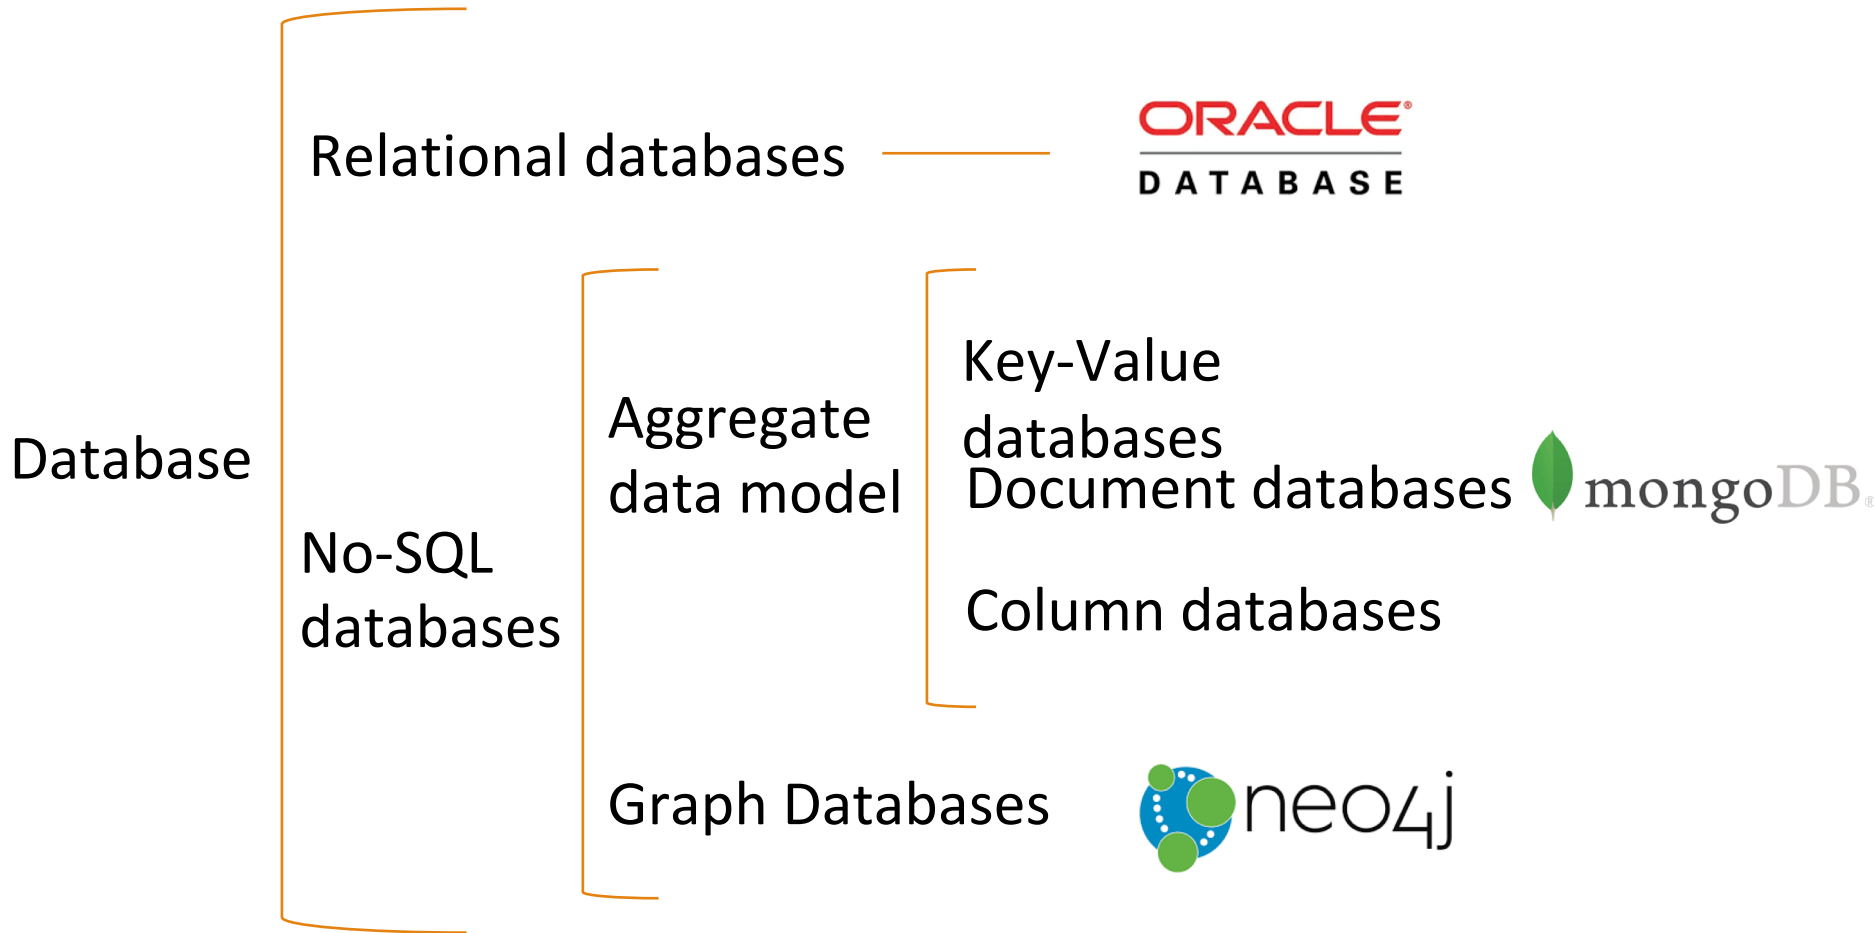 Relational databases
ORACLE®
DATABASE
Key-Value
databases
Aggregate
data model
Document databases
mongoDB®
Database
No-SQL
databases
Column databases
Graph Databases
neo4j